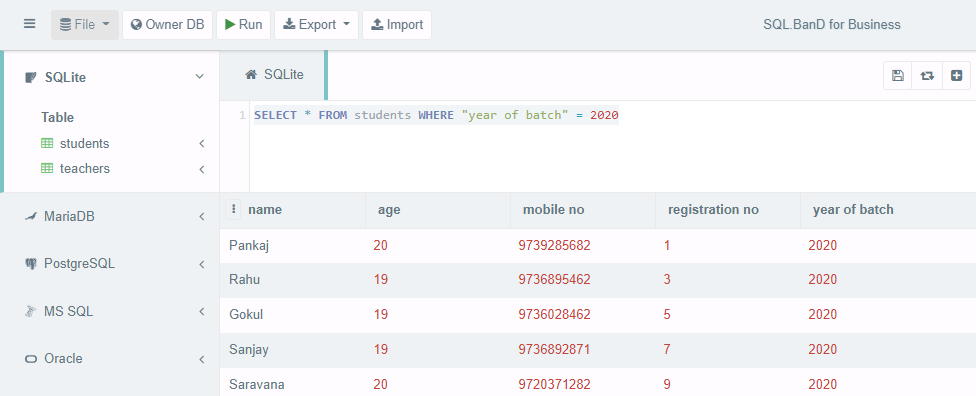 File Owner DB Run Export Import SQL.BanD for Business
SQLite
Table
students
teachers
MariaDB
PostgreSQL
MS SQL
Oracle
SQLite
1 SELECT * FROM students WHERE "year of batch" = 2020
name age mobile no registration no year of batch
Pankaj 20 9739285682 1 2020
Rahu 19 9736895462 3 2020
Gokul 19 9736028462 5 2020
Sanjay 19 9736892871 7 2020
Saravana 20 9720371282 9 2020